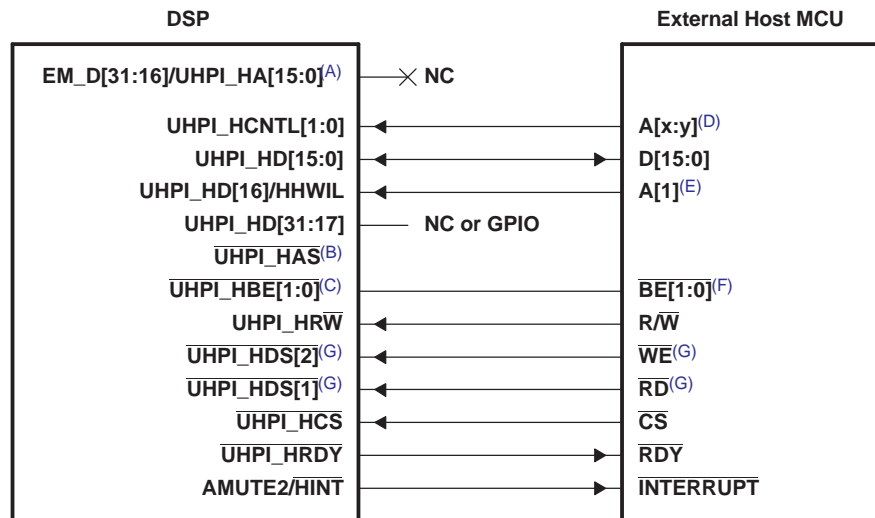 DSP External Host MCU
EM_D[31:16]/UHPI_HA[15:0](A) NC
UHPI_HCNTL[1:0] A[x:y](D)
UHPI_HD[15:0] D[15:0]
UHPI_HD[16]/HHWIL A[1](E)
UHPI_HD[31:17] NC or GPIO
UHPI_HAS(B)
UHPI_HBE[1:0](C) BE[1:0](F)
UHPI_HRW R/W
UHPI_HDS[2](G) WE(G)
UHPI_HDS[1](G) RD(G)
UHPI_HCS CS
UHPI_HRDY RDY
AMUTE2/HINT INTERRUPT